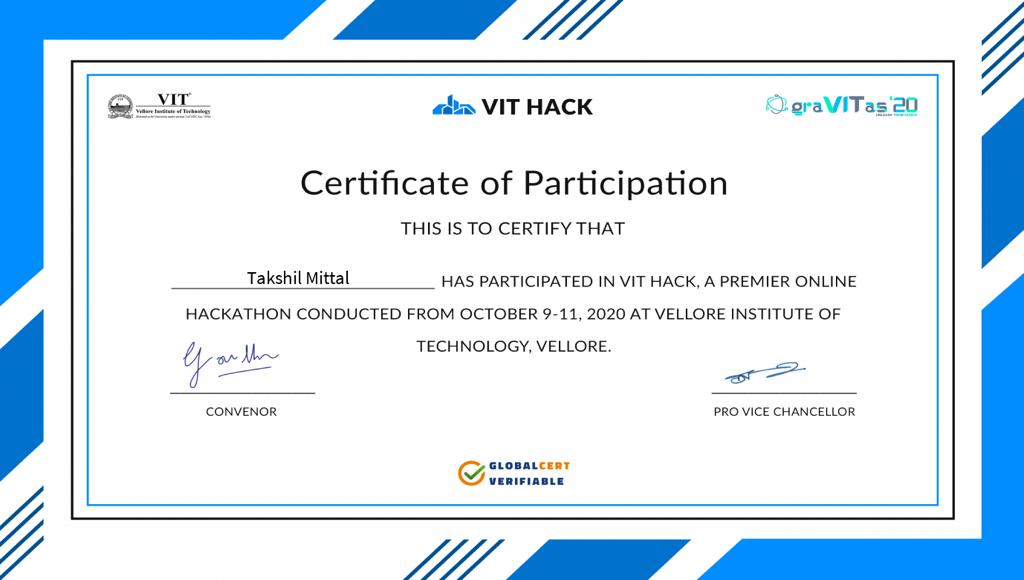 VIT
Vellore Institute of Technology
VIT HACK
graVITas'20
Certificate of Participation
THIS IS TO CERTIFY THAT
Takshil Mittal HAS PARTICIPATED IN VIT HACK, A PREMIER ONLINE
HACKATHON CONDUCTED FROM OCTOBER 9-11, 2020 AT VELLORE INSTITUTE OF
TECHNOLOGY, VELLORE.
CONVENOR
PRO VICE CHANCELLOR
GLOBALCERT
VERIFIABLE